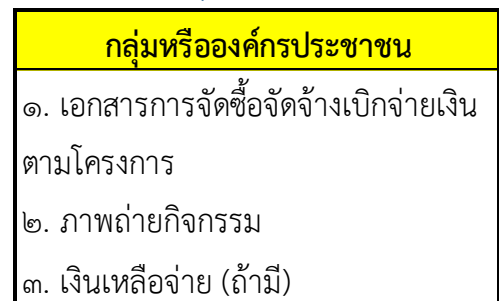 กลุ่มหรือองค์กรประชาชน
๑. เอกสารการจัดซื้อจัดจ้างเบิกจ่ายเงิน
ตามโครงการ
๒. ภาพถ่ายกิจกรรม
๓. เงินเหลือจ่าย (ถ้ามี)